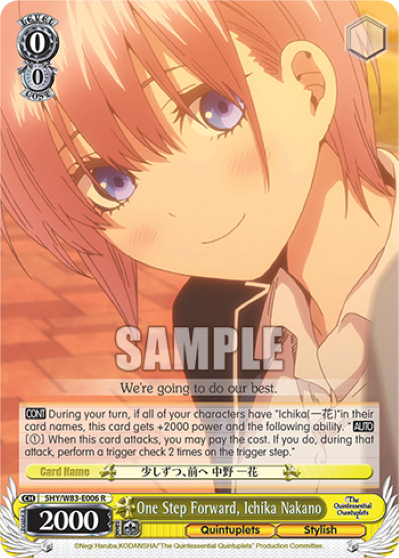 LEVEL
0
0
COST
SAMPLE
We're going to do our best.
CONT During your turn, if all of your characters have "Ichika(一花)"in their
card names, this card gets +2000 power and the following ability. "AUTO
[(1)] When this card attacks, you may pay the cost. If you do, during that
attack, perform a trigger check 2 times on the trigger step."
Card Name 少しずつ、前へ 中野 一花
CH 5HY/W83-E006 R
One Step Forward, Ichika Nakano
The Quintessential Quintuplets
2000
Quintuplets
Stylish
©Negi Haruba,KODANSHA/"The Quintessential Quintuplets" Production Committee